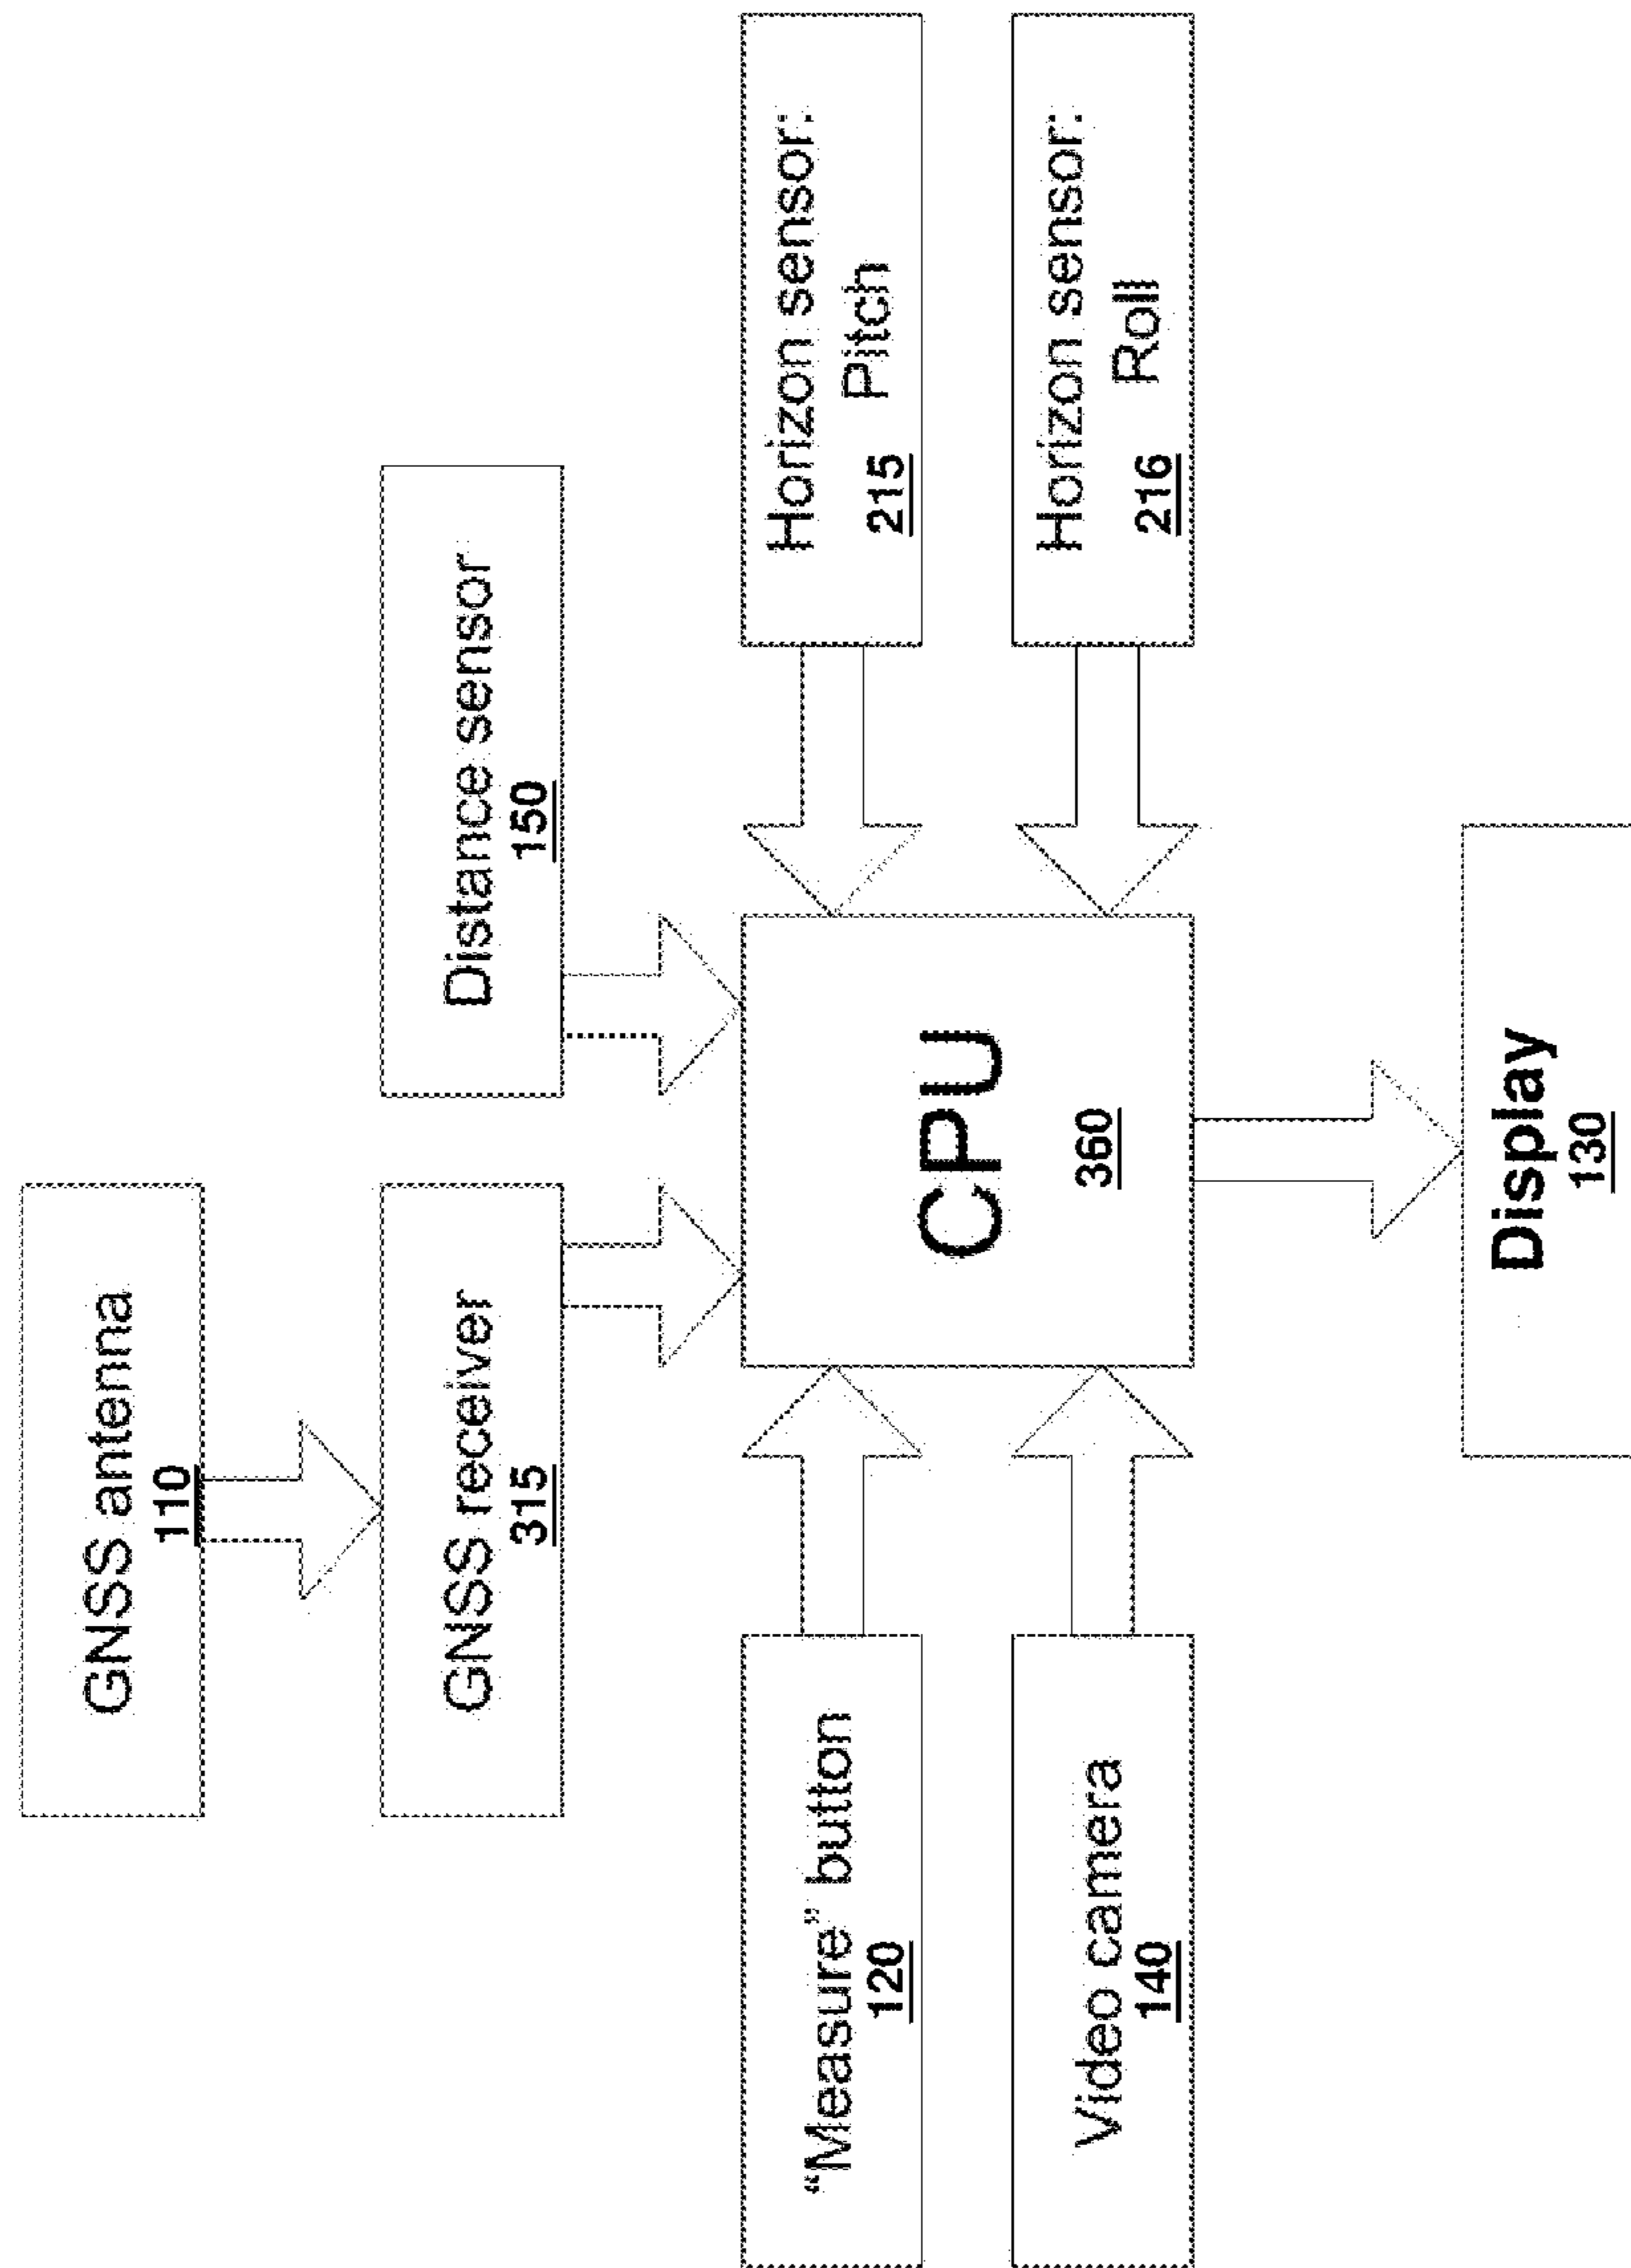 GNSS antenna
110
GNSS receiver
315
Distance sensor
150
"Measure" button
120
Video camera
140
CPU
360
Horizon sensor:
Pitch
215
Horizon sensor:
Roll
216
Display
130